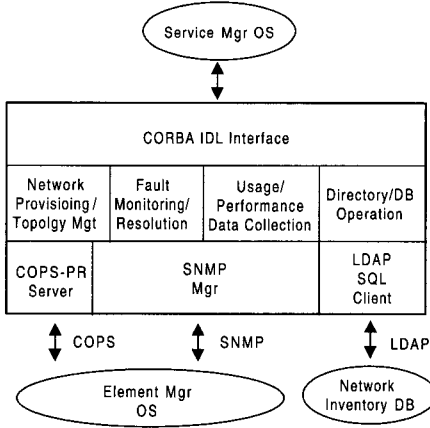 Service Mgr OS
CORBA IDL Interface
Network
Provisioing/
Topolgy Mgt
Fault
Monitoring/
Resolution
Usage/
Performance
Data Collection
Directory/DB
Operation
COPS-PR
Server
SNMP
Mgr
LDAP
SQL
Client
COPS
SNMP
LDAP
Element Mgr
OS
Network
Inventory DB